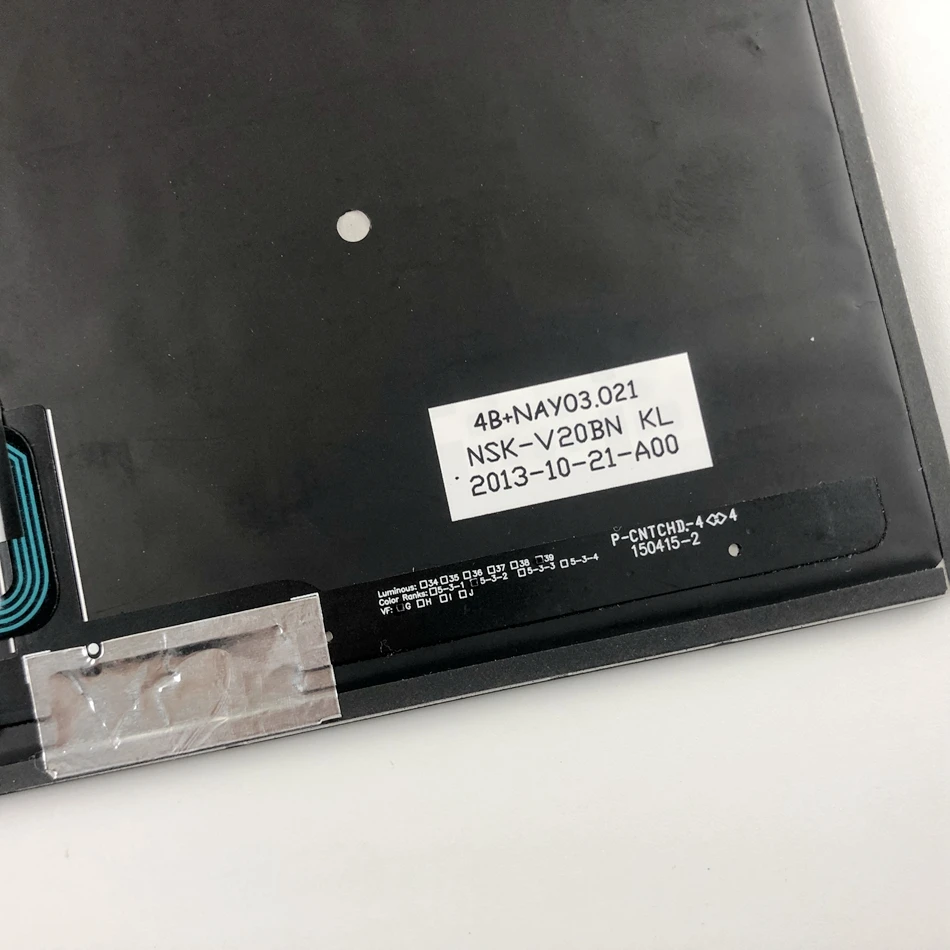 4B+NAY03.021
NSK-V20BN KL
2013-10-21-A00
P-CNTCHD-4<><>4
150415-2
Luminous: □34 □35 □36 □37 □38 □39
Color Ranks: □5-3-1 □5-3-2 □5-3-3 □5-3-4
VF: □G □H □I □J